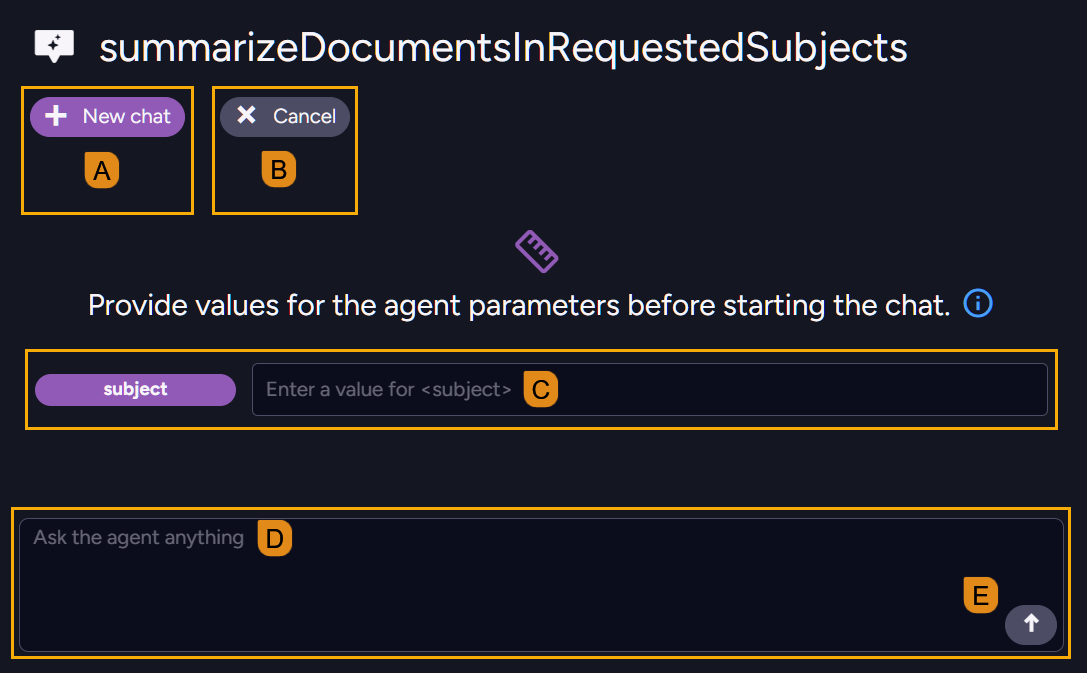 summarizeDocumentsInRequestedSubjects
New chat
Cancel
A
B
Provide values for the agent parameters before starting the chat.
subject
Enter a value for <subject>
C
Ask the agent anything
D
E